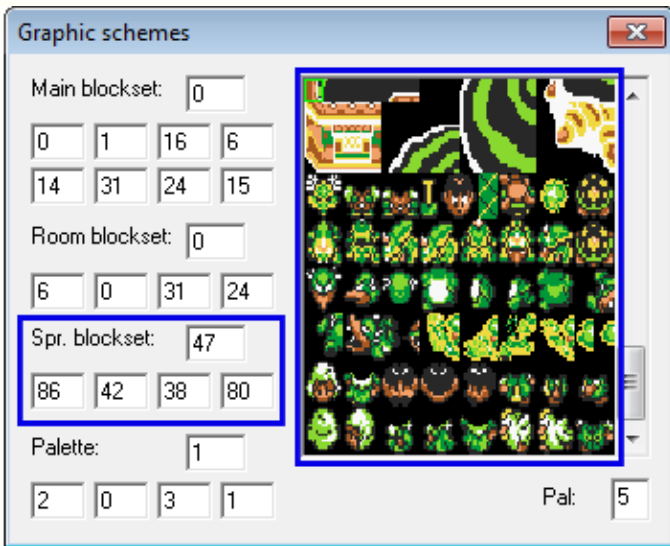 Graphic schemes
Main blockset: 0
0 1 16 6
14 31 24 15
Room blockset: 0
6 0 31 24
Spr. blockset: 47
86 42 38 80
Palette: 1
2 0 3 1
Pal: 5